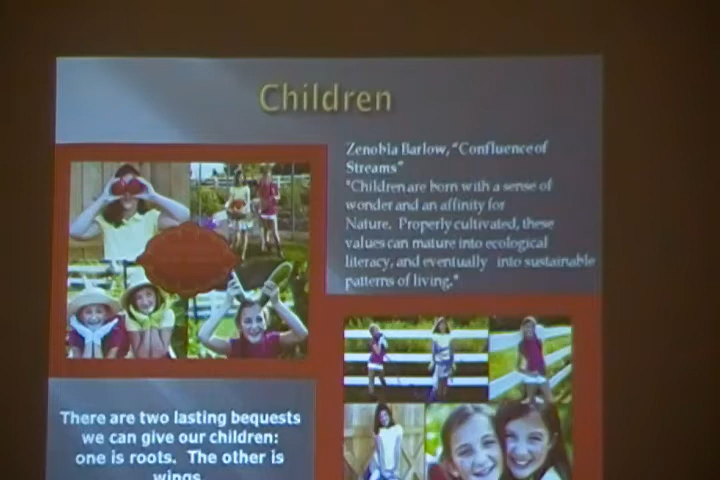 Children
Zenobia Barlow, "Confluence of
Streams"
"Children are born with a sense of
wonder and an affinity for
Nature. Properly cultivated, these
values can mature into ecological
literacy, and eventually into sustainable
patterns of living."
There are two lasting bequests
we can give our children:
one is roots. The other is
wings